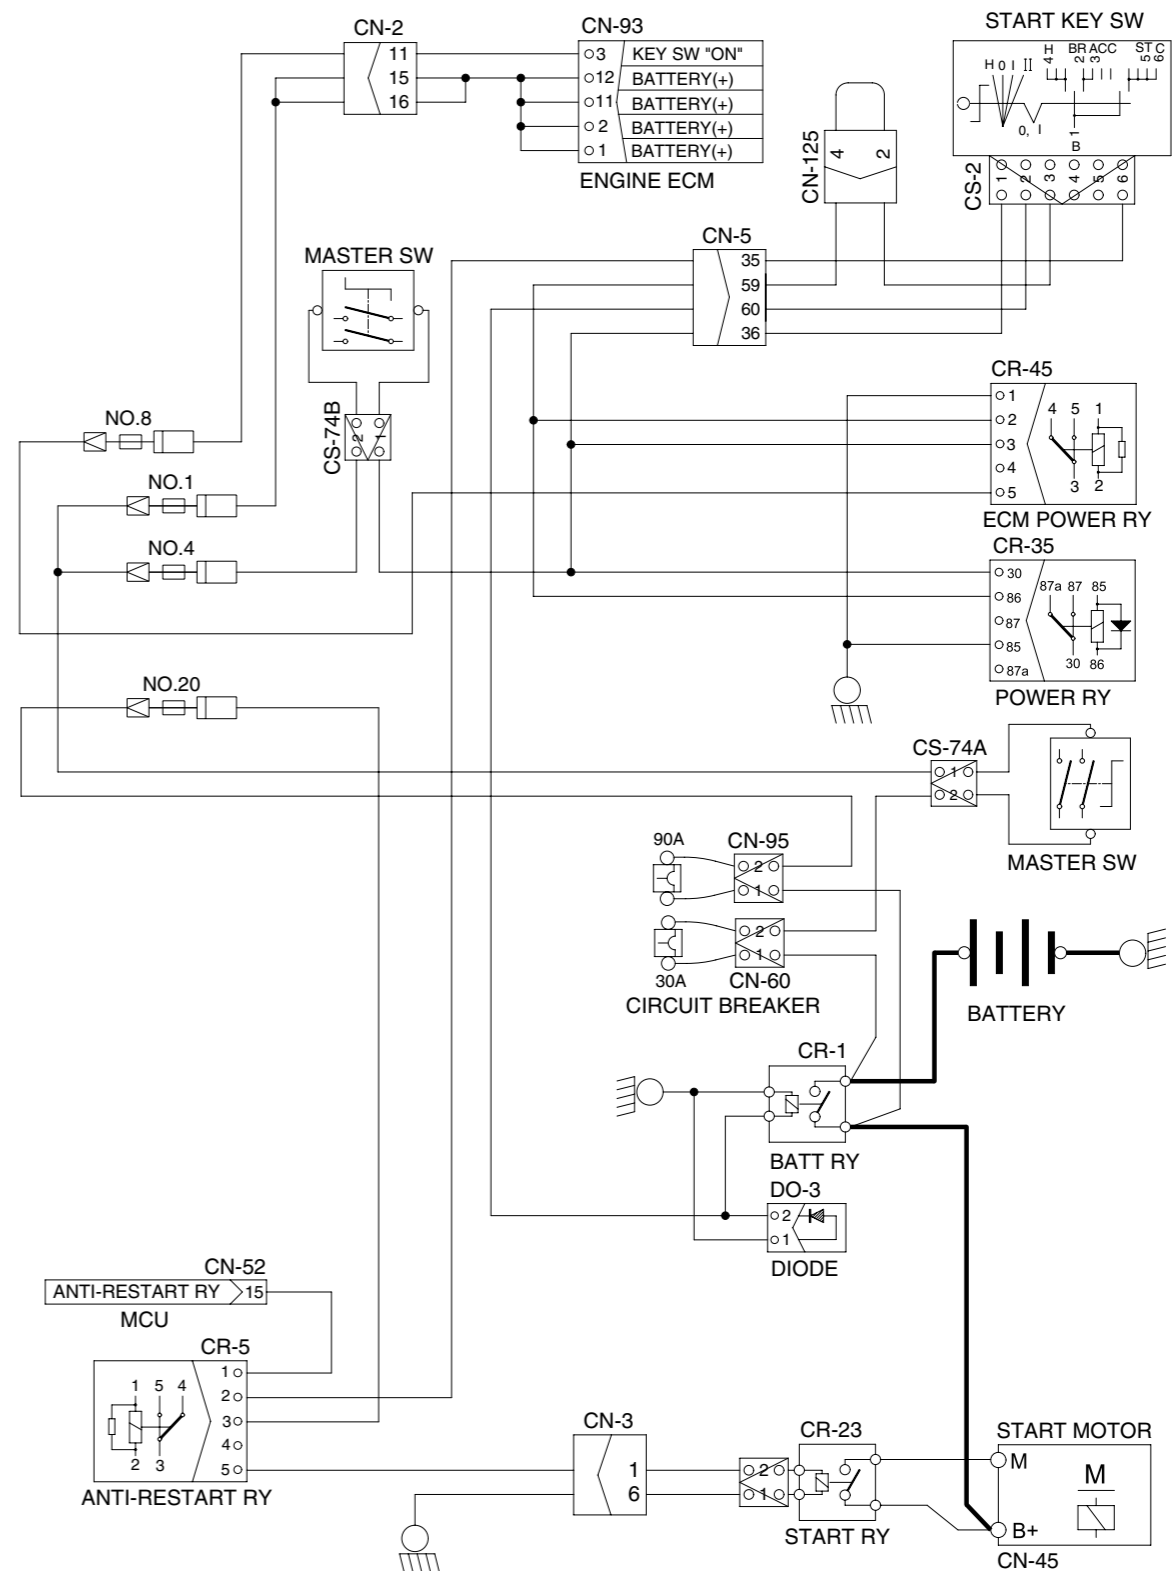 START KEY SW
CN-2
CN-93
11
15
16
3 KEY SW "ON"
12 BATTERY(+)
11 BATTERY(+)
2 BATTERY(+)
1 BATTERY(+)
ENGINE ECM
H 0 I II
4 H
2 BR
3 ACC
5 ST
6 C
0, I
1
B
CS-2
1 2 3 4 5 6
CN-125
4 2
CN-5
35
59
60
36
MASTER SW
CS-74B
2 1
NO.8
NO.1
NO.4
NO.20
CR-45
1
2
3
4
5
4 5 1
3 2
ECM POWER RY
CR-35
30
86
87
85
87a
87a 87 85
30 86
POWER RY
CS-74A
1
2
MASTER SW
90A
CN-95
2
1
30A
2
1
CN-60
CIRCUIT BREAKER
BATTERY
CR-1
BATT RY
DO-3
2
1
DIODE
CN-52
ANTI-RESTART RY 15
MCU
CR-5
1
2
3
4
5
1 5 4
2 3
ANTI-RESTART RY
CN-3
1
6
2
1
CR-23
START RY
START MOTOR
M
M
B+
CN-45